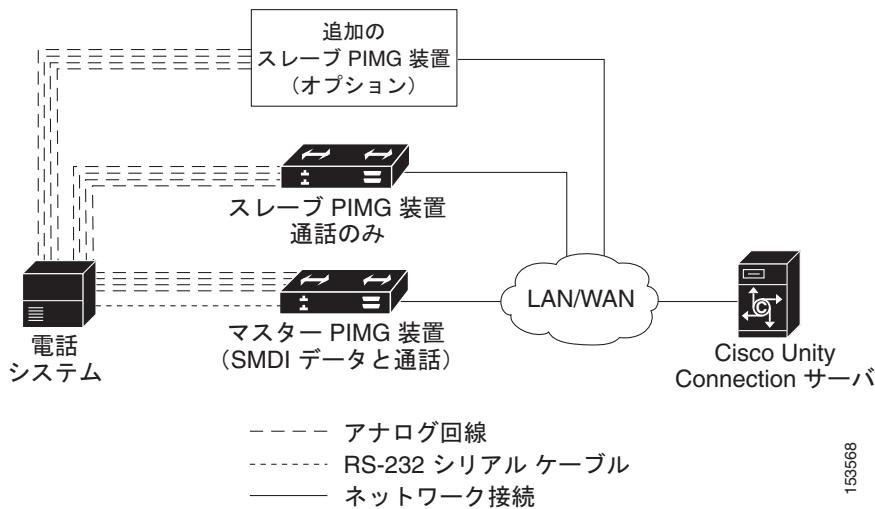 追加の
スレーブ PIMG 装置
（オプション）
スレーブ PIMG 装置
通話のみ
電話
システム
マスター PIMG 装置
（SMDI データと通話）
LAN/WAN
Cisco Unity
Connection サーバ
アナログ回線
RS-232 シリアル ケーブル
ネットワーク接続
153568